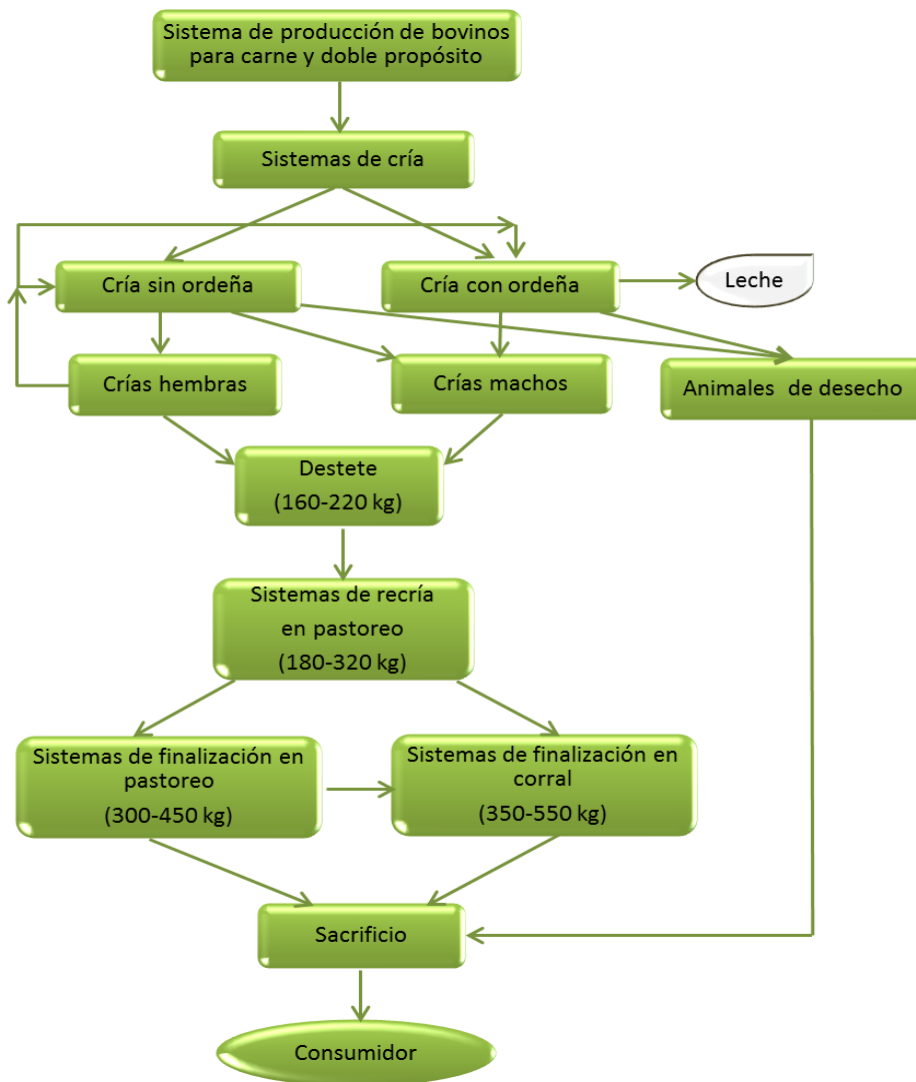 Sistema de producción de bovinos
para carne y doble propósito
Sistemas de cría
Cría sin ordeña
Cría con ordeña
Leche
Crías hembras
Crías machos
Animales de desecho
Destete
(160-220 kg)
Sistemas de recría
en pastoreo
(180-320 kg)
Sistemas de finalización en
pastoreo
(300-450 kg)
Sistemas de finalización en
corral
(350-550 kg)
Sacrificio
Consumidor